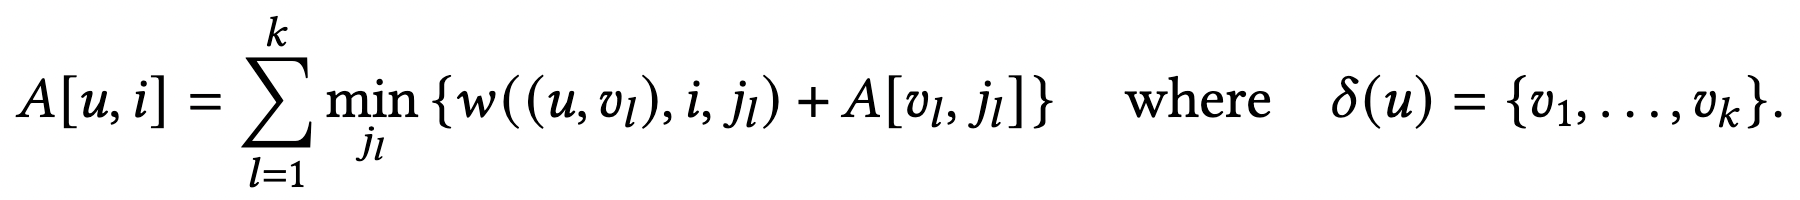 A[u, i] = \sum_{l=1}^{k} \min_{j_l} \{w((u, v_l), i, j_l) + A[v_l, j_l]\} where δ(u) = \{v_1, . . . , v_k\}.